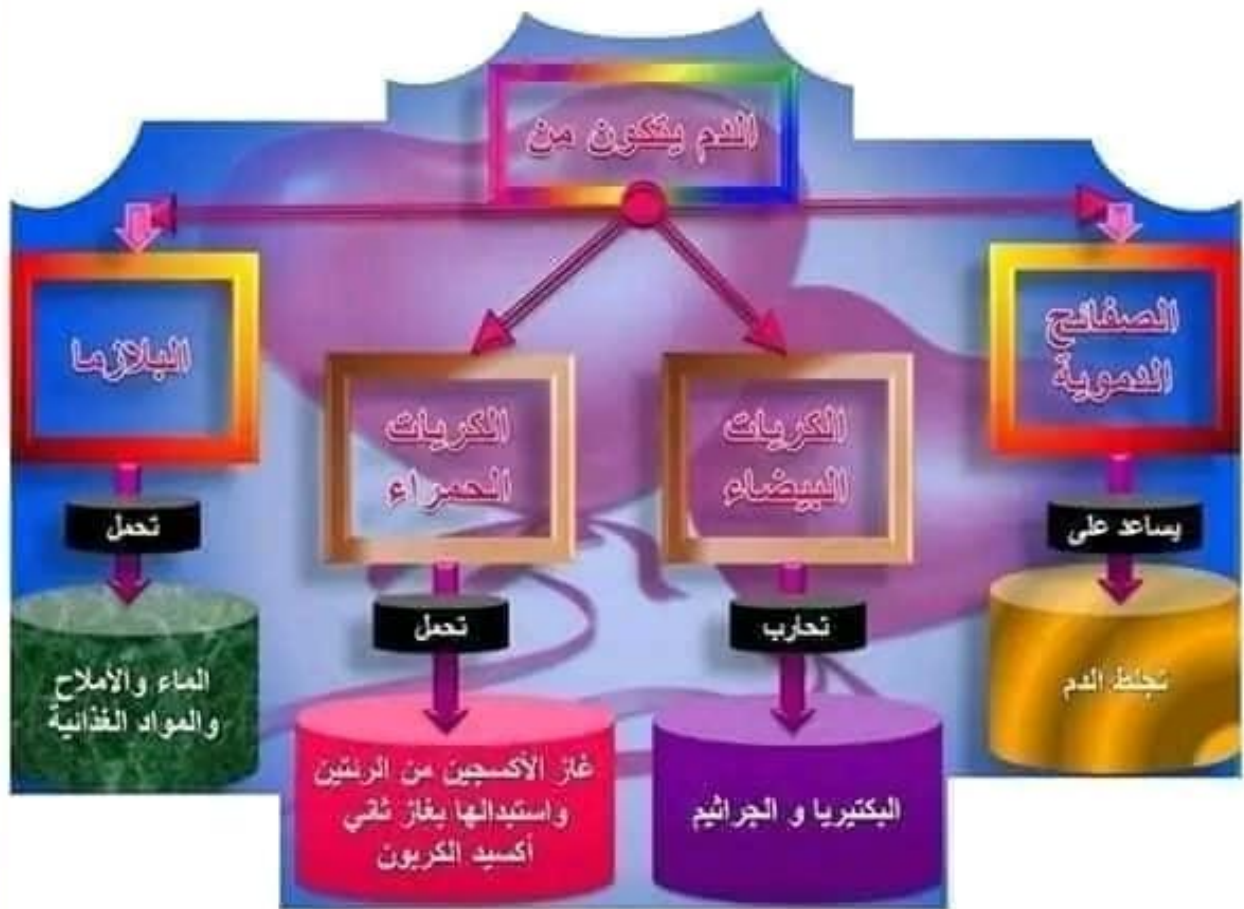 الدم يتكون من
الصفائح
الدموية
يساعد على
تجلط الدم
الكريات
البيضاء
تحارب
البكتيريا و الجراثيم
الكريات
الحمراء
تحمل
غاز الأكسجين من الرئتين
واستبدالها بغاز ثاني
أكسيد الكربون
البلازما
تحمل
الماء والأملاح
والمواد الغذائية